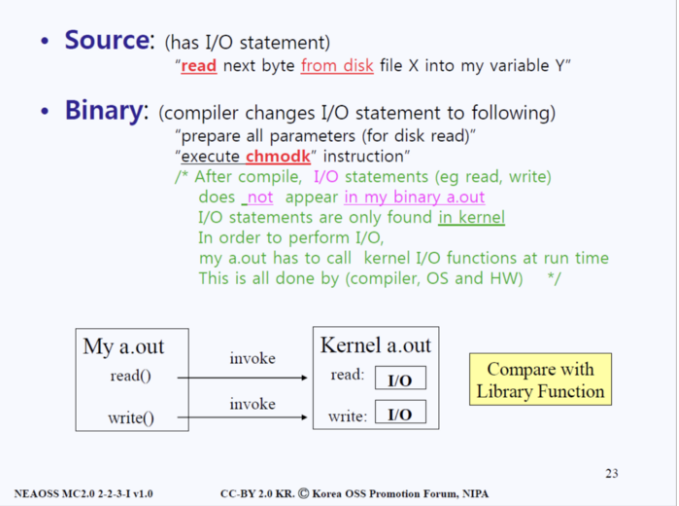 • Source: (has I/O statement)
"read next byte from disk file X into my variable Y"
• Binary: (compiler changes I/O statement to following)
"prepare all parameters (for disk read)"
"execute chmodk" instruction"
/* After compile, I/O statements (eg read, write)
does _not appear in my binary a.out
I/O statements are only found in kernel
In order to perform I/O,
my a.out has to call kernel I/O functions at run time
This is all done by (compiler, OS and HW) */
My a.out
read()
write()
invoke
invoke
Kernel a.out
read: I/O
write: I/O
Compare with
Library Function
23
NEAOSS MC2.0 2-2-3-I v1.0
CC-BY 2.0 KR. Ⓒ Korea OSS Promotion Forum, NIPA